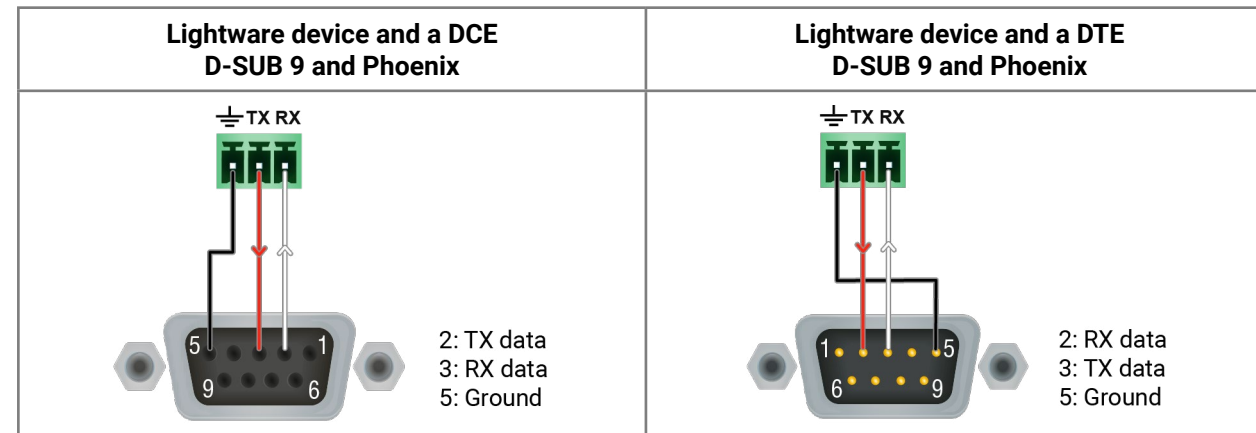 Lightware device and a DCE
D-SUB 9 and Phoenix
Lightware device and a DTE
D-SUB 9 and Phoenix
TX RX
5 1
9 6
2: TX data
3: RX data
5: Ground
TX RX
1 5
6 9
2: RX data
3: TX data
5: Ground